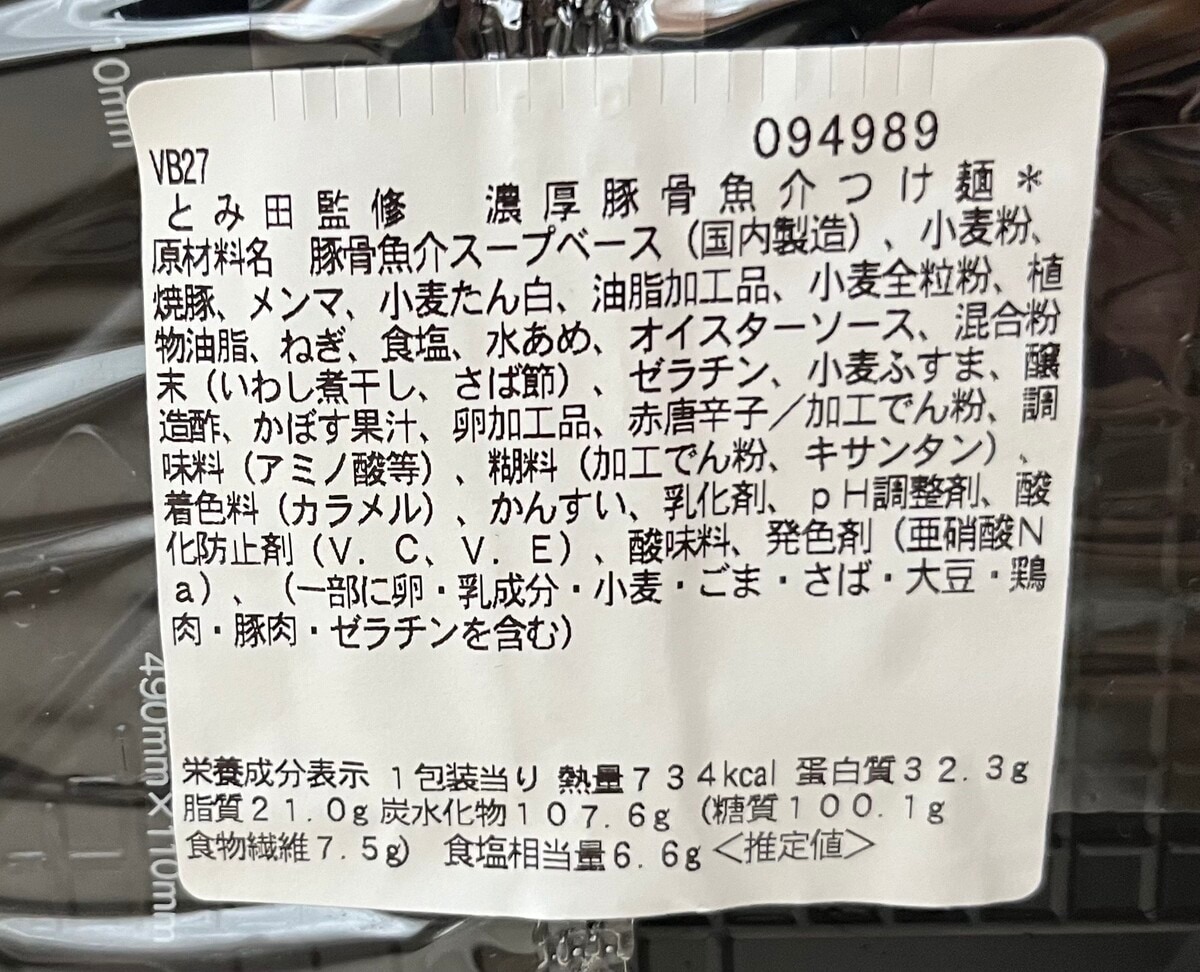 094989
VB27
とみ田監修 濃厚豚骨魚介つけ麺*
原材料名 豚骨魚介スープベース(国内製造)、小麦粉、
焼豚、メンマ、小麦たん白、油脂加工品、小麦全粒粉、植
物油脂、ねぎ、食塩、水あめ、オイスターソース、混合粉
末(いわし煮干し、さば節)、ゼラチン、小麦ふすま、醸
造酢、かぼす果汁、卵加工品、赤唐辛子/加工でん粉、調
味料(アミノ酸等)、糊料(加工でん粉、キサンタン)、
着色料(カラメル)、かんすい、乳化剤、pH調整剤、酸
化防止剤(V.C、V.E)、酸味料、発色剤(亜硝酸N
a)、(一部に卵・乳成分・小麦・ごま・さば・大豆・鶏
肉・豚肉・ゼラチンを含む)
栄養成分表示 1包装当り 熱量734kcal 蛋白質32.3g
脂質21.0g 炭水化物107.6g (糖質100.1g
食物繊維7.5g) 食塩相当量6.6g <推定値>
490mm×110mm